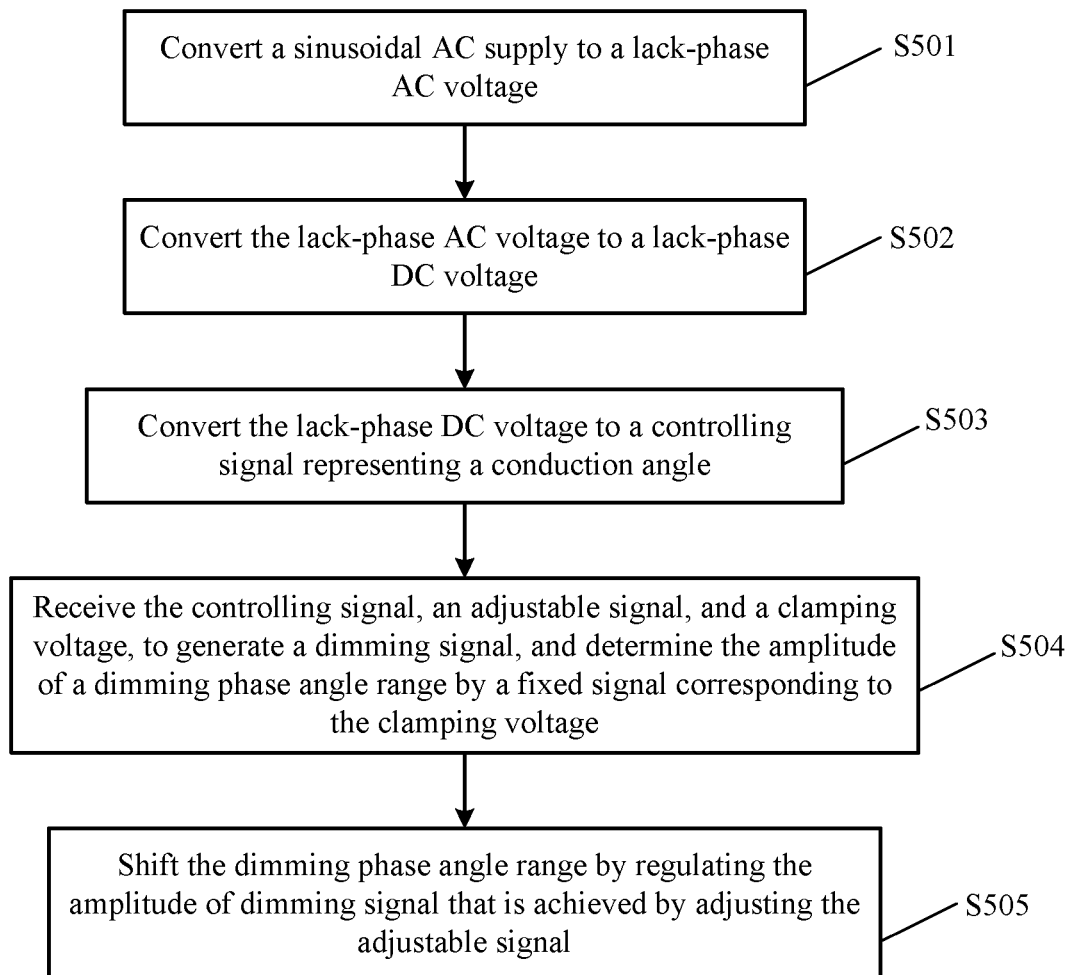 Convert a sinusoidal AC supply to a lack-phase
AC voltage
S501
Convert the lack-phase AC voltage to a lack-phase
DC voltage
S502
Convert the lack-phase DC voltage to a controlling
signal representing a conduction angle
S503
Receive the controlling signal, an adjustable signal, and a clamping
voltage, to generate a dimming signal, and determine the amplitude
of a dimming phase angle range by a fixed signal corresponding to
the clamping voltage
S504
Shift the dimming phase angle range by regulating the
amplitude of dimming signal that is achieved by adjusting the
adjustable signal
S505